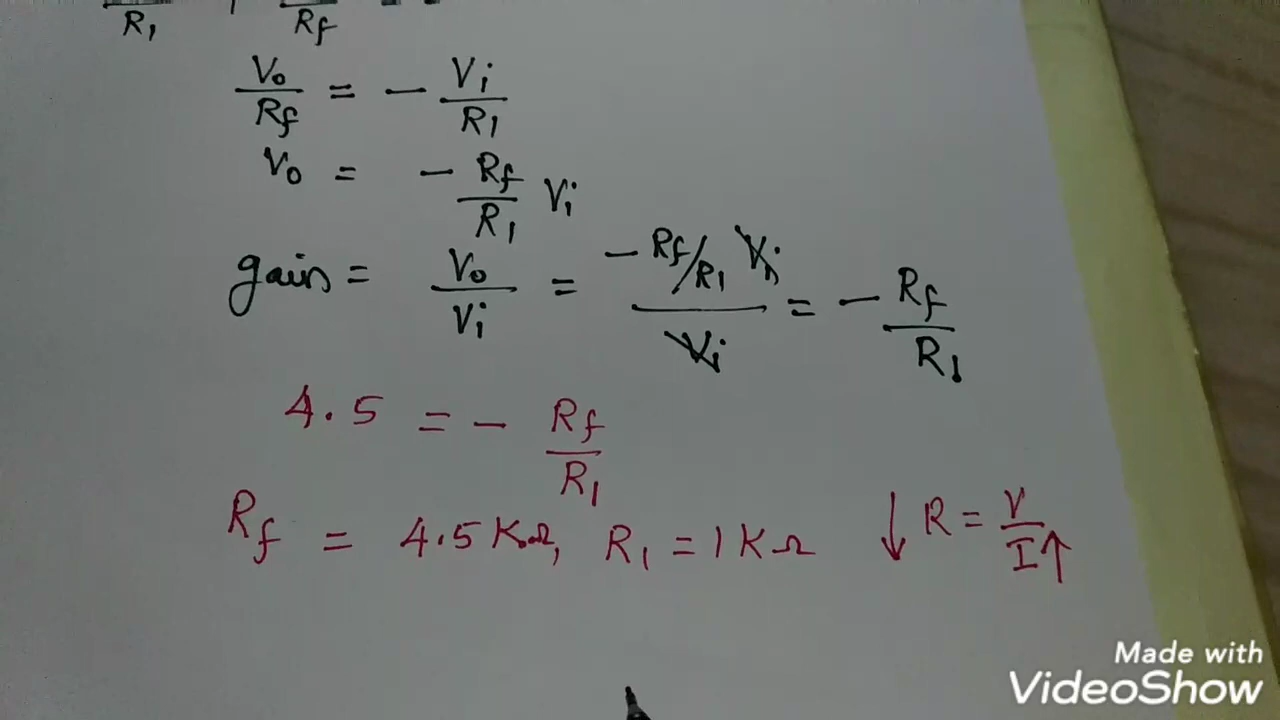 R1 Rf
Vo/Rf = - Vi/R1
Vo = - Rf/R1 Vi
gain = Vo/Vi = -Rf/R1 Vi/Vi = - Rf/R1
4.5 = - Rf/R1
Rf = 4.5 KΩ, R1 = 1 KΩ ↓ R = V/I ↑
Made with
VideoShow